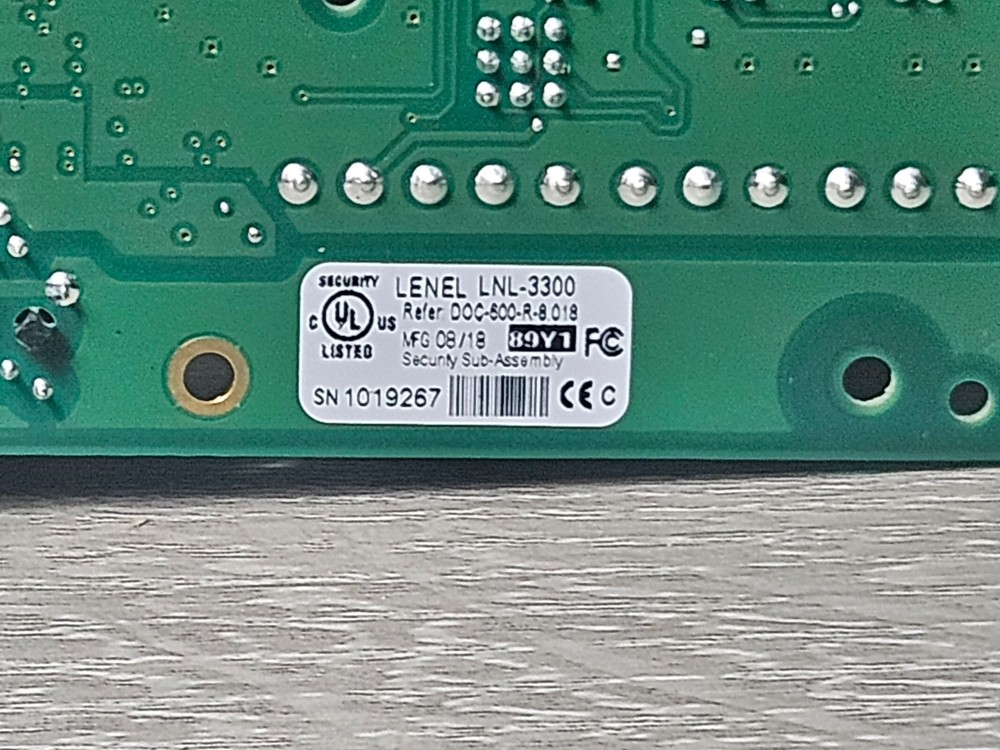 SECURITY
C UL US
LISTED
LENEL LNL-3300
Refer DOC-600-R-8.018
MFG 08/18 89Y1 FC
Security Sub-Assembly
SN 1019267 CE C